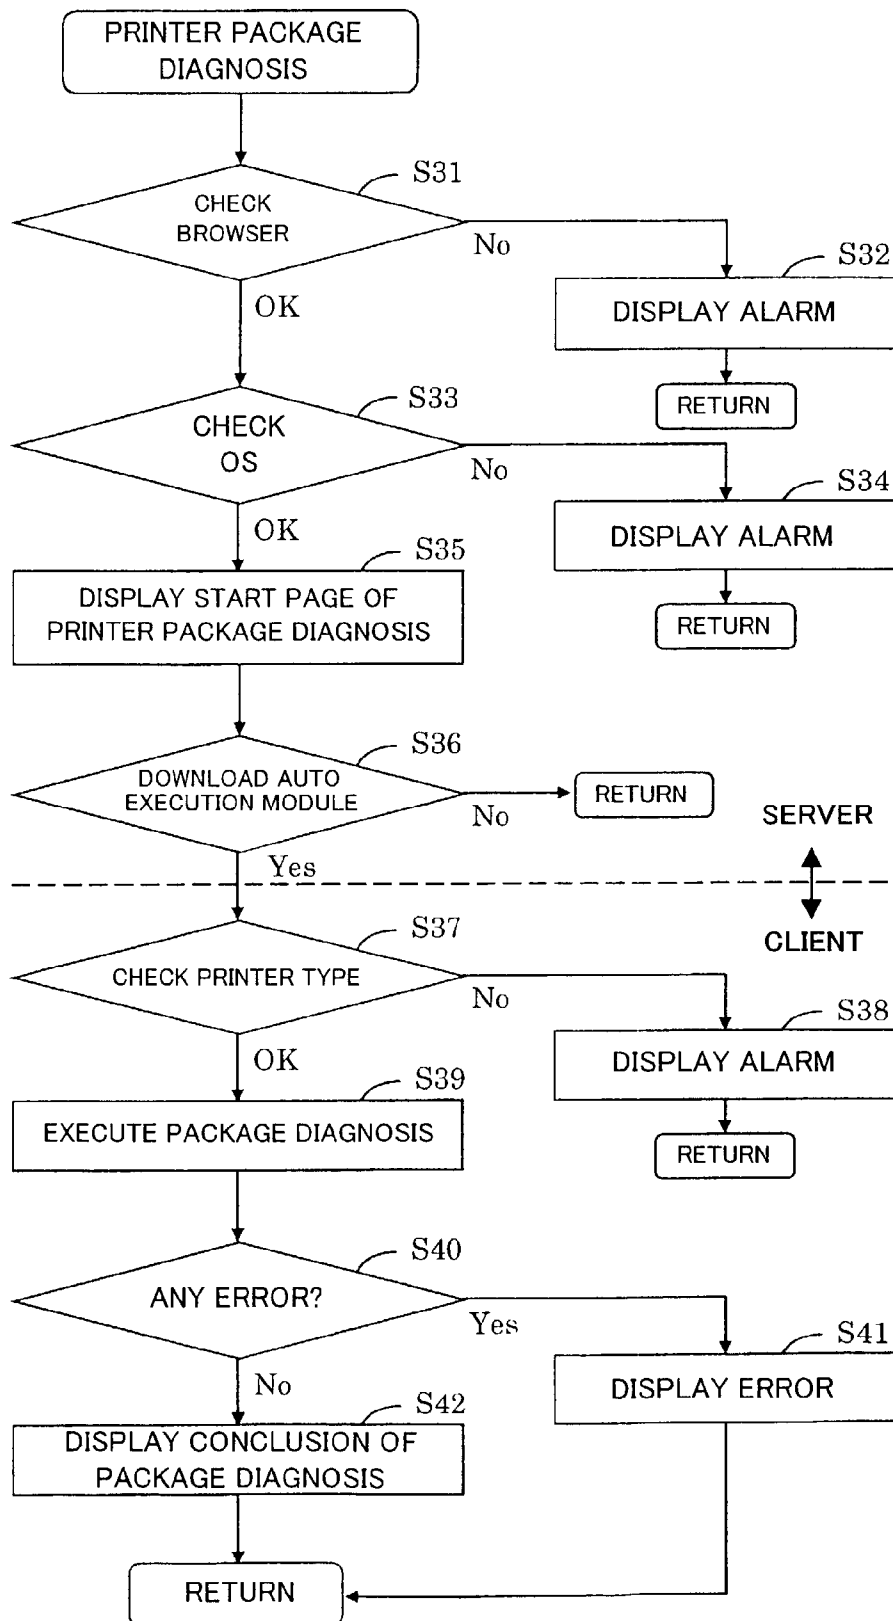 PRINTER PACKAGE
DIAGNOSIS
S31
CHECK
BROWSER
No
S32
DISPLAY ALARM
OK
RETURN
S33
CHECK
OS
No
S34
DISPLAY ALARM
OK
RETURN
S35
DISPLAY START PAGE OF
PRINTER PACKAGE DIAGNOSIS
S36
DOWNLOAD AUTO
EXECUTION MODULE
No
RETURN
SERVER
Yes
CLIENT
S37
CHECK PRINTER TYPE
No
S38
DISPLAY ALARM
OK
RETURN
S39
EXECUTE PACKAGE DIAGNOSIS
S40
ANY ERROR?
Yes
S41
DISPLAY ERROR
No
S42
DISPLAY CONCLUSION OF
PACKAGE DIAGNOSIS
RETURN